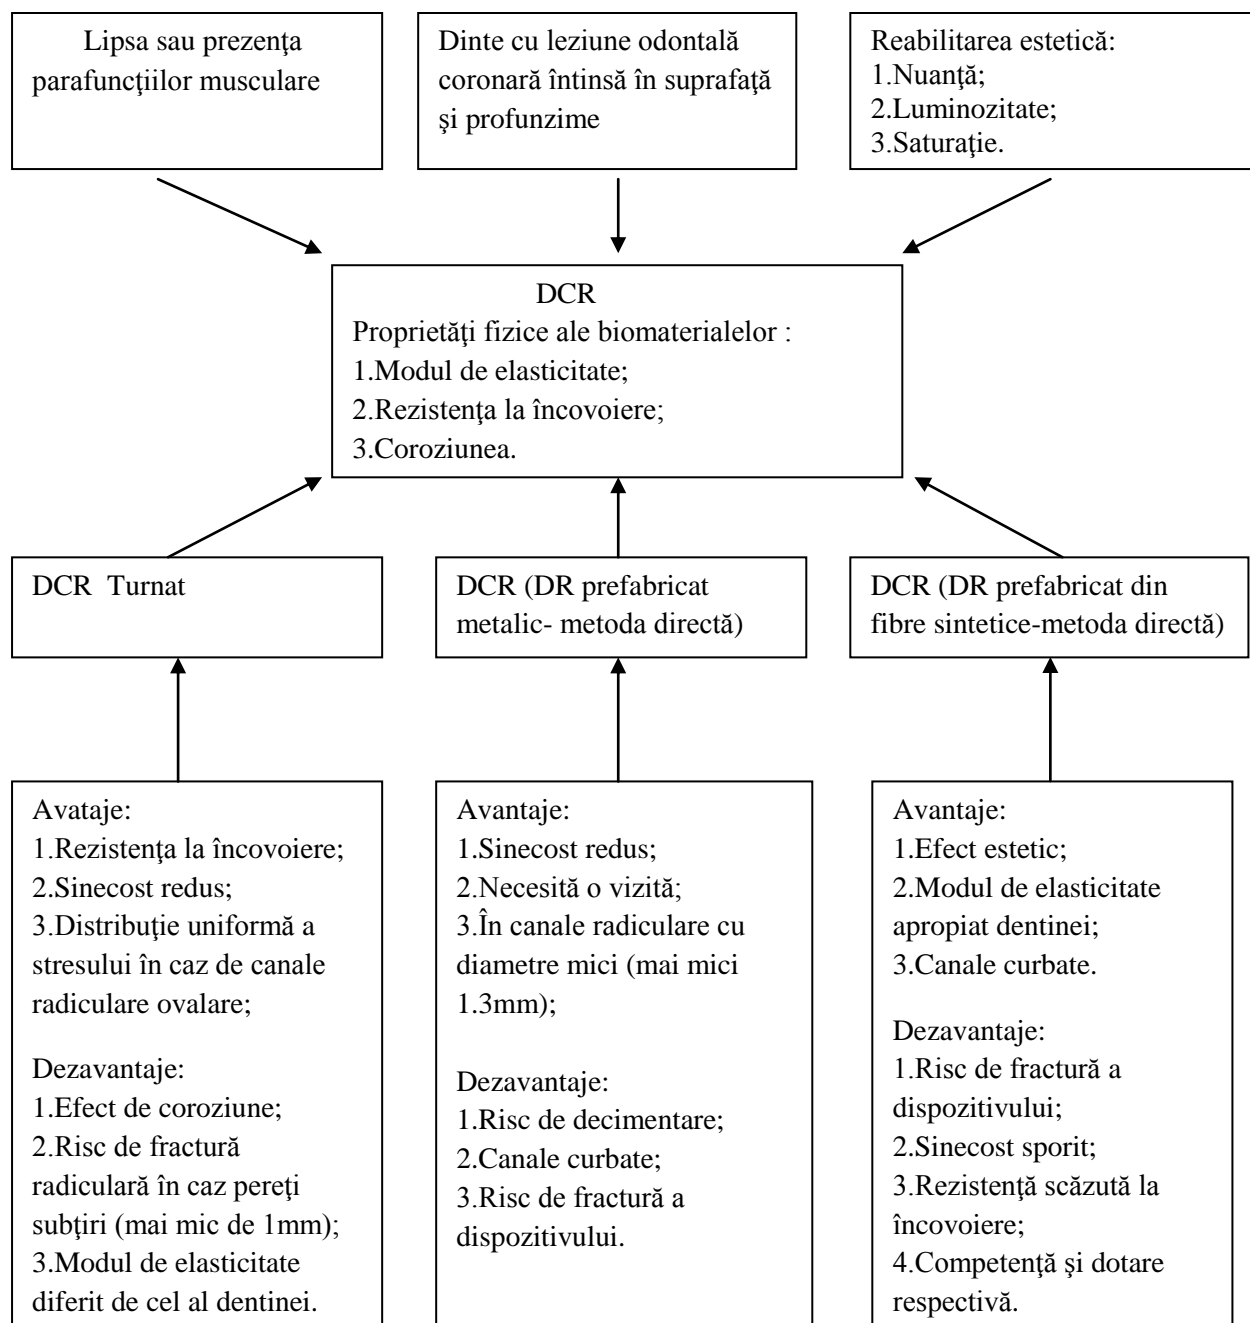 Lipsa sau prezenţa
parafuncţiilor musculare
Dinte cu leziune odontală
coronară întinsă în suprafaţă
şi profunzime
Reabilitarea estetică:
1.Nuanţă;
2.Luminozitate;
3.Saturaţie.
DCR
Proprietăţi fizice ale biomaterialelor :
1.Modul de elasticitate;
2.Rezistenţa la încovoiere;
3.Coroziunea.
DCR Turnat
DCR (DR prefabricat
metalic- metoda directă)
DCR (DR prefabricat din
fibre sintetice-metoda directă)
Avataje:
1.Rezistenţa la încovoiere;
2.Sinecost redus;
3.Distribuţie uniformă a
stresului în caz de canale
radiculare ovalare;
Dezavantaje:
1.Efect de coroziune;
2.Risc de fractură
radiculară în caz pereţi
subţiri (mai mic de 1mm);
3.Modul de elasticitate
diferit de cel al dentinei.
Avantaje:
1.Sinecost redus;
2.Necesită o vizită;
3.În canale radiculare cu
diametre mici (mai mici
1.3mm);
Dezavantaje:
1.Risc de decimentare;
2.Canale curbate;
3.Risc de fractură a
dispozitivului.
Avantaje:
1.Efect estetic;
2.Modul de elasticitate
apropiat dentinei;
3.Canale curbate.
Dezavantaje:
1.Risc de fractură a
dispozitivului;
2.Sinecost sporit;
3.Rezistenţă scăzută la
încovoiere;
4.Competenţă şi dotare
respectivă.